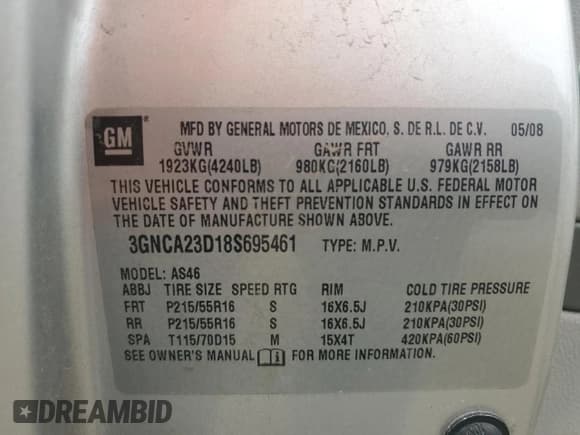 GM
MFD BY GENERAL MOTORS DE MEXICO, S. DE R.L. DE C.V. 05/08
GVWR GAWR FRT GAWR RR
1923KG(4240LB) 980KG(2160LB) 979KG(2158LB)
THIS VEHICLE CONFORMS TO ALL APPLICABLE U.S. FEDERAL MOTOR
VEHICLE SAFETY AND THEFT PREVENTION STANDARDS IN EFFECT ON
THE DATE OF MANUFACTURE SHOWN ABOVE.
3GNCA23D18S695461 TYPE: M.P.V.
MODEL: AS46
ABBJ TIRE SIZE SPEED RTG RIM COLD TIRE PRESSURE
FRT P215/55R16 S 16X6.5J 210KPA(30PSI)
RR P215/55R16 S 16X6.5J 210KPA(30PSI)
SPA T115/70D15 M 15X4T 420KPA(60PSI)
SEE OWNER'S MANUAL i FOR MORE INFORMATION.
DREAMBID